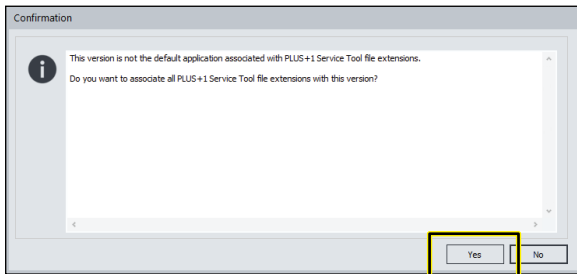 Confirmation
This version is not the default application associated with PLUS+1 Service Tool file extensions.
Do you want to associate all PLUS+1 Service Tool file extensions with this version?
Yes
No